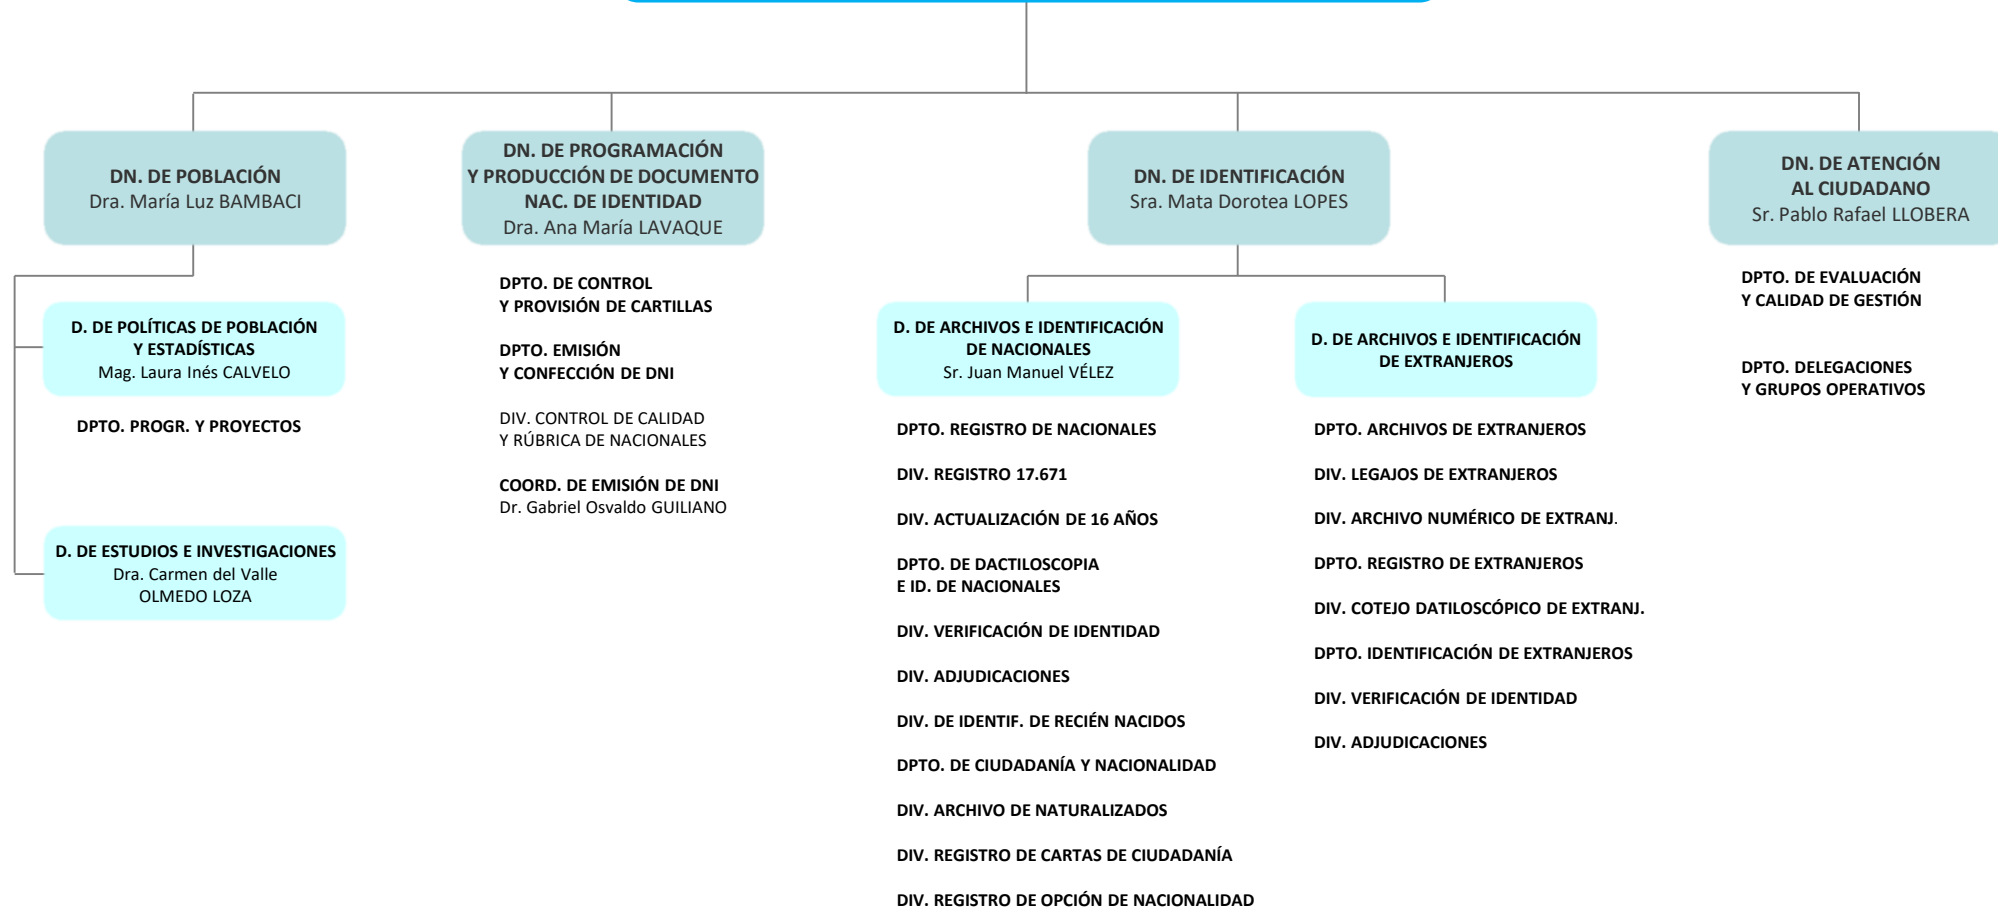 DN. DE POBLACIÓN
Dra. María Luz BAMBACI
DN. DE PROGRAMACIÓN
Y PRODUCCIÓN DE DOCUMENTO
NAC. DE IDENTIDAD
Dra. Ana María LAVAQUE
DN. DE IDENTIFICACIÓN
Sra. Mata Dorotea LOPES
DN. DE ATENCIÓN
AL CIUDADANO
Sr. Pablo Rafael LLOBERA
D. DE POLÍTICAS DE POBLACIÓN
Y ESTADÍSTICAS
Mag. Laura Inés CALVELO
DPTO. PROGR. Y PROYECTOS
D. DE ESTUDIOS E INVESTIGACIONES
Dra. Carmen del Valle
OLMEDO LOZA
DPTO. DE CONTROL
Y PROVISIÓN DE CARTILLAS
DPTO. EMISIÓN
Y CONFECCIÓN DE DNI
DIV. CONTROL DE CALIDAD
Y RÚBRICA DE NACIONALES
COORD. DE EMISIÓN DE DNI
Dr. Gabriel Osvaldo GUILIANO
D. DE ARCHIVOS E IDENTIFICACIÓN
DE NACIONALES
Sr. Juan Manuel VÉLEZ
DPTO. REGISTRO DE NACIONALES
DIV. REGISTRO 17.671
DIV. ACTUALIZACIÓN DE 16 AÑOS
DPTO. DE DACTILOSCOPIA
E ID. DE NACIONALES
DIV. VERIFICACIÓN DE IDENTIDAD
DIV. ADJUDICACIONES
DIV. DE IDENTIF. DE RECIÉN NACIDOS
DPTO. DE CIUDADANÍA Y NACIONALIDAD
DIV. ARCHIVO DE NATURALIZADOS
DIV. REGISTRO DE CARTAS DE CIUDADANÍA
DIV. REGISTRO DE OPCIÓN DE NACIONALIDAD
D. DE ARCHIVOS E IDENTIFICACIÓN
DE EXTRANJEROS
DPTO. ARCHIVOS DE EXTRANJEROS
DIV. LEGAJOS DE EXTRANJEROS
DIV. ARCHIVO NUMÉRICO DE EXTRANJ.
DPTO. REGISTRO DE EXTRANJEROS
DIV. COTEJO DATILOSCÓPICO DE EXTRANJ.
DPTO. IDENTIFICACIÓN DE EXTRANJEROS
DIV. VERIFICACIÓN DE IDENTIDAD
DIV. ADJUDICACIONES
DPTO. DE EVALUACIÓN
Y CALIDAD DE GESTIÓN
DPTO. DELEGACIONES
Y GRUPOS OPERATIVOS